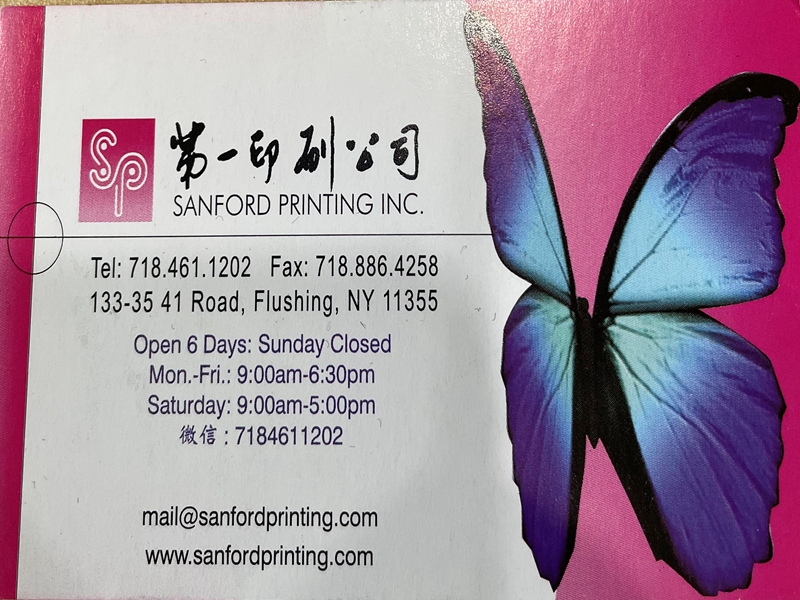 SP
第一印刷公司
SANFORD PRINTING INC.
Tel: 718.461.1202 Fax: 718.886.4258
133-35 41 Road, Flushing, NY 11355
Open 6 Days: Sunday Closed
Mon.-Fri.: 9:00am-6:30pm
Saturday: 9:00am-5:00pm
微信 : 7184611202
mail@sanfordprinting.com
www.sanfordprinting.com